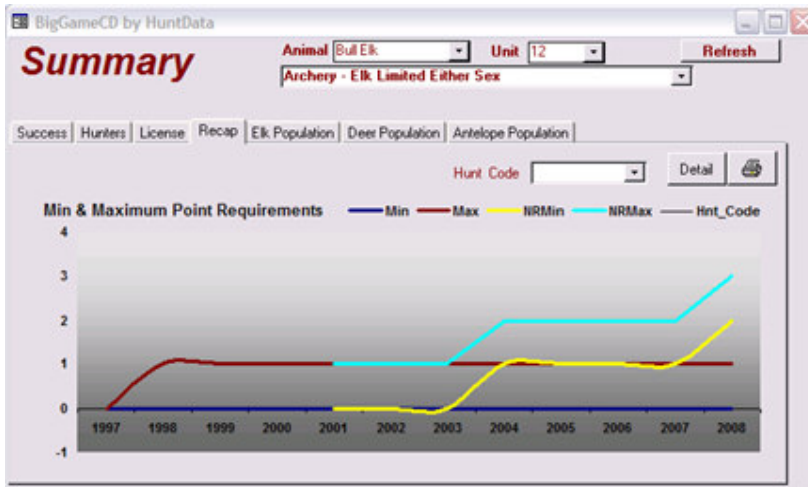 BigGameCD by HuntData
Summary
Animal Bull Elk Unit 12 Refresh
Archery - Elk Limited Either Sex
Success Hunters License Recap Elk Population Deer Population Antelope Population
Hunt Code Detail
Min & Maximum Point Requirements Min Max NRMin NRMax Hnt_Code
4
3
2
1
0
1997 1998 1999 2000 2001 2002 2003 2004 2005 2006 2007 2008
-1